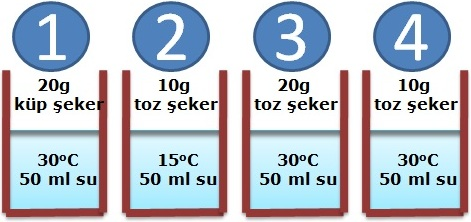 1
20g
küp şeker
30°C
50 ml su
2
10g
toz şeker
15°C
50 ml su
3
20g
toz şeker
30°C
50 ml su
4
10g
toz şeker
30°C
50 ml su